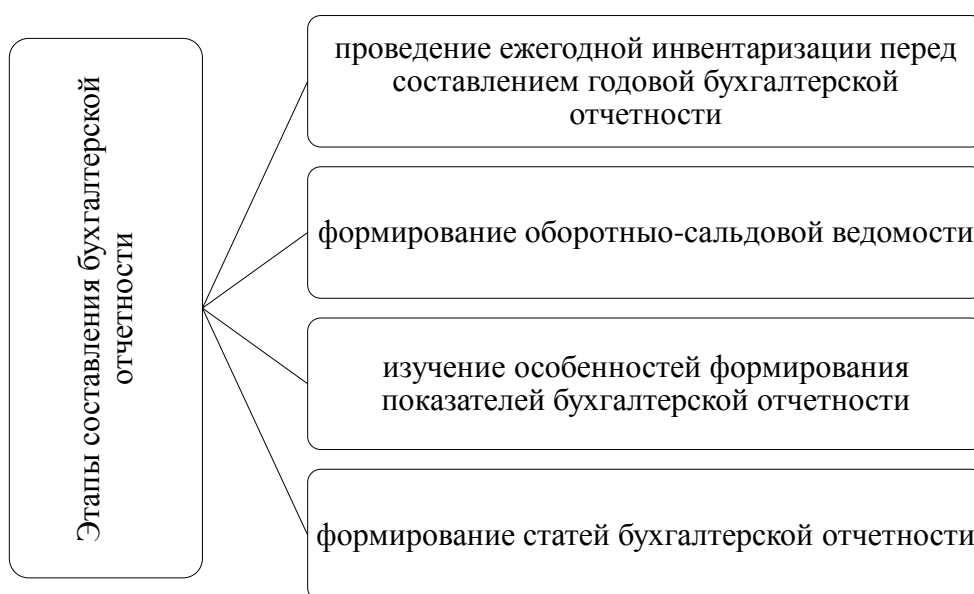 Этапы составления бухгалтерской
отчетности
проведение ежегодной инвентаризации перед
составлением годовой бухгалтерской
отчетности
формирование оборотныо-сальдовой ведомости
изучение особенностей формирования
показателей бухгалтерской отчетности
формирование статей бухгалтерской отчетности